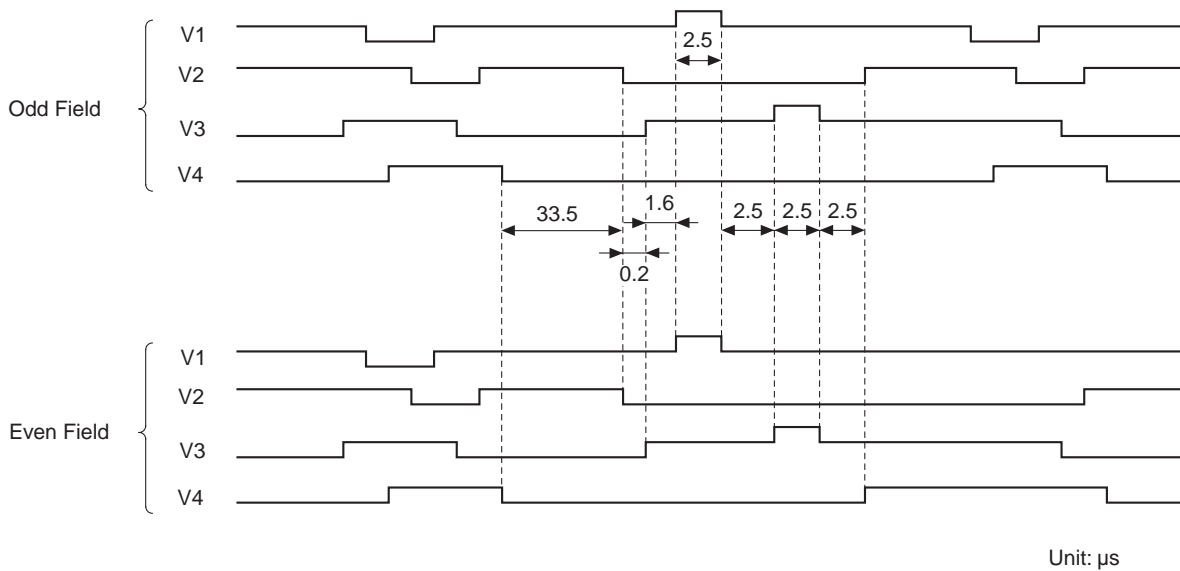 Odd Field
V1
2.5
V2
V3
V4
33.5
1.6
2.5 2.5 2.5
0.2
Even Field
V1
V2
V3
V4
Unit: µs